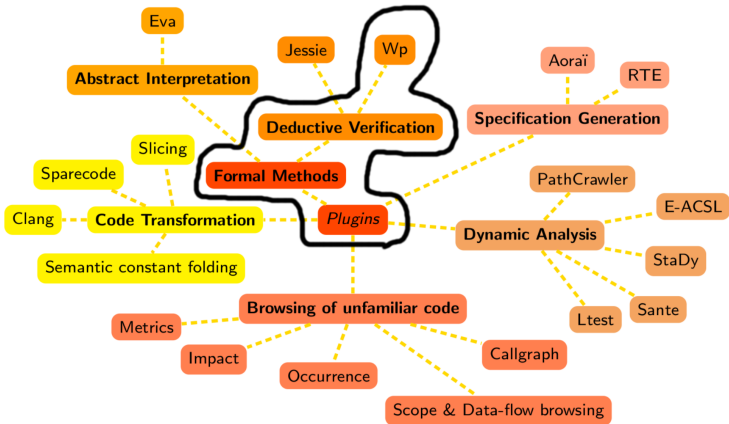 Eva
Abstract Interpretation
Jessie
Wp
Deductive Verification
Formal Methods
Aoraï
RTE
Specification Generation
Slicing
Sparecode
Clang
Code Transformation
Semantic constant folding
Plugins
PathCrawler
E-ACSL
Dynamic Analysis
StaDy
Sante
Ltest
Browsing of unfamiliar code
Metrics
Impact
Occurrence
Callgraph
Scope & Data-flow browsing